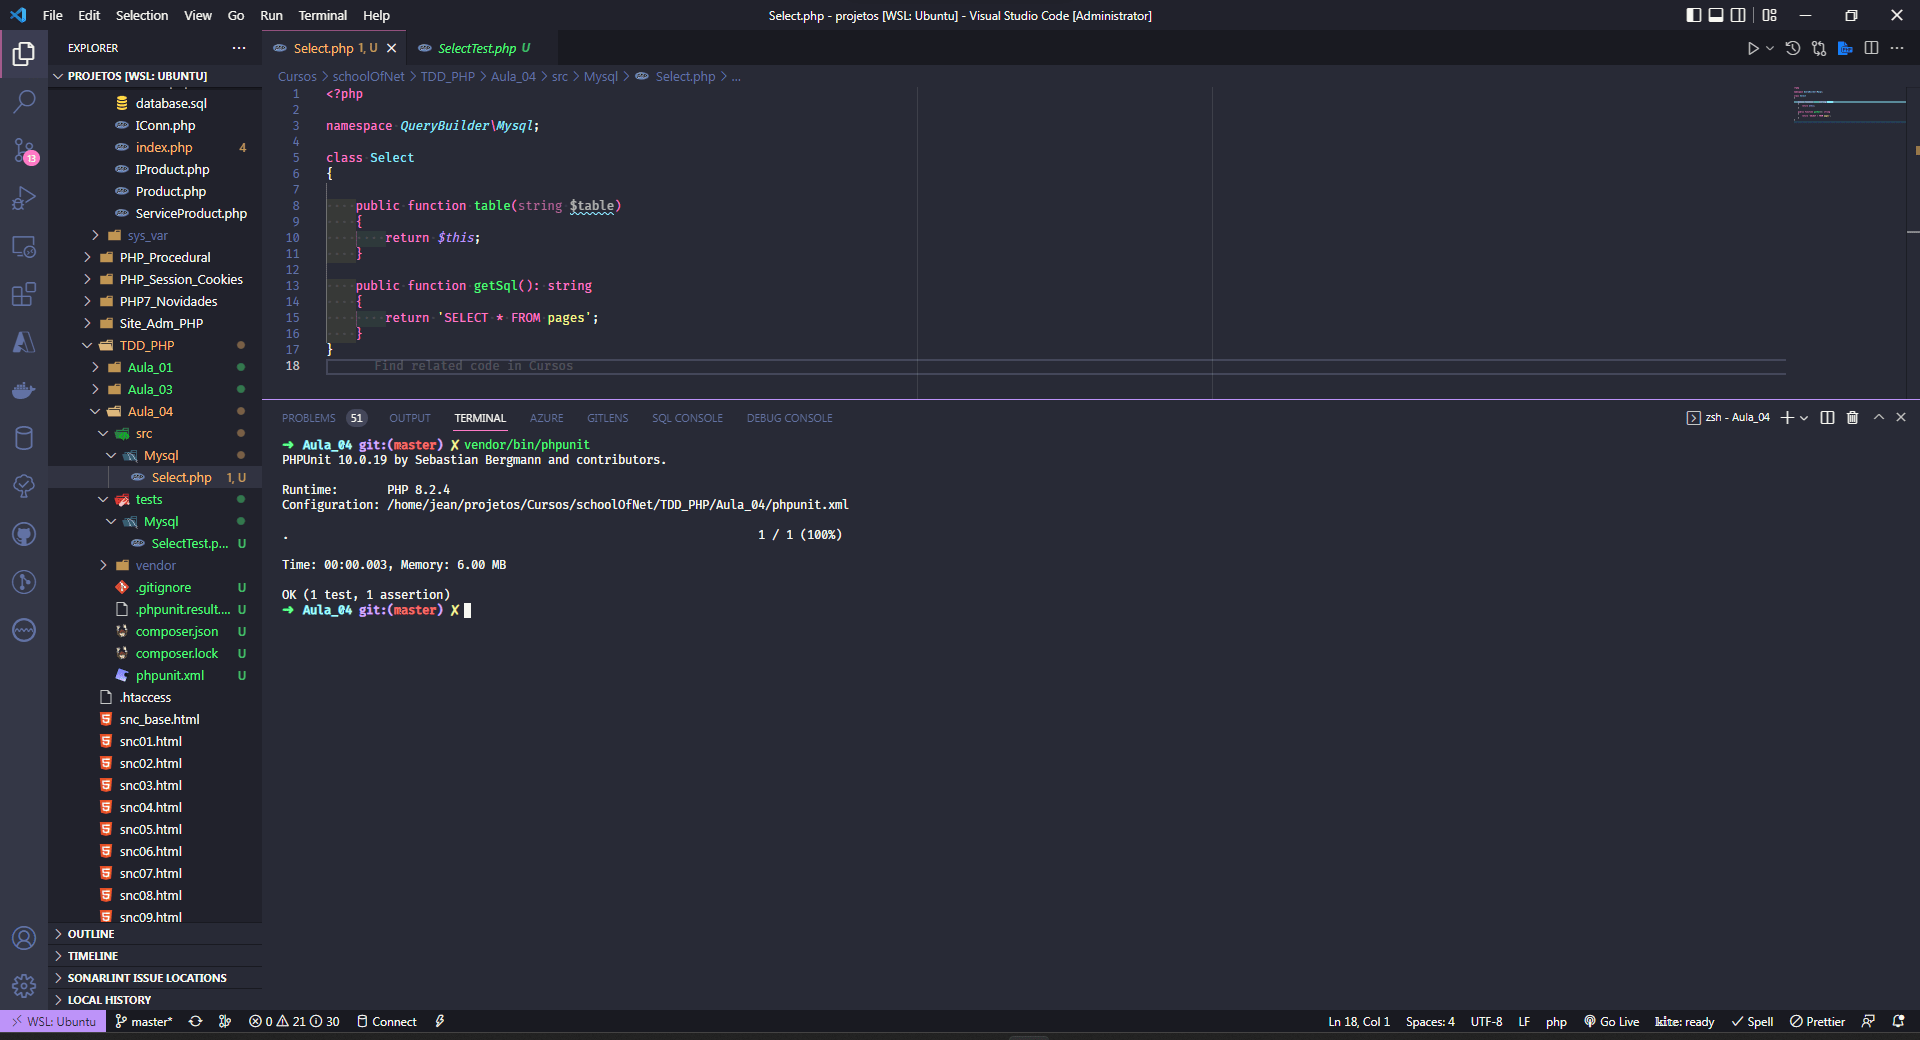 File Edit Selection View Go Run Terminal Help
Select.php - projetos [WSL: Ubuntu] - Visual Studio Code [Administrator]
EXPLORER
PROJETOS [WSL: UBUNTU]
database.sql
IConn.php
index.php 4
IProduct.php
Product.php
ServiceProduct.php
sys_var
PHP_Procedural
PHP_Session_Cookies
PHP7_Novidades
Site_Adm_PHP
TDD_PHP
Aula_01
Aula_03
Aula_04
src
Mysql
Select.php 1, U
tests
Mysql
SelectTest.p... U
vendor
.gitignore U
.phpunit.result.... U
composer.json U
composer.lock U
phpunit.xml U
.htaccess
snc_base.html
snc01.html
snc02.html
snc03.html
snc04.html
snc05.html
snc06.html
snc07.html
snc08.html
snc09.html
OUTLINE
TIMELINE
SONARLINT ISSUE LOCATIONS
LOCAL HISTORY
13
Select.php 1, U
SelectTest.php U
Cursos > schoolOfNet > TDD_PHP > Aula_04 > src > Mysql > Select.php > ...
1 <?php
2
3 namespace QueryBuilder\Mysql;
4
5 class Select
6 {
7
8 public function table(string $table)
9 {
10 return $this;
11 }
12
13 public function getSql(): string
14 {
15 return 'SELECT * FROM pages';
16 }
17 }
18 Find related code in Cursos
PROBLEMS 51 OUTPUT TERMINAL AZURE GITLENS SQL CONSOLE DEBUG CONSOLE
zsh - Aula_04
➜ Aula_04 git:(master) ✗ vendor/bin/phpunit
PHPUnit 10.0.19 by Sebastian Bergmann and contributors.
Runtime: PHP 8.2.4
Configuration: /home/jean/projetos/Cursos/schoolOfNet/TDD_PHP/Aula_04/phpunit.xml
. 1 / 1 (100%)
Time: 00:00.003, Memory: 6.00 MB
OK (1 test, 1 assertion)
➜ Aula_04 git:(master) ✗
WSL: Ubuntu master* 0 21 30 Connect
Ln 18, Col 1 Spaces: 4 UTF-8 LF php Go Live kite: ready Spell Prettier